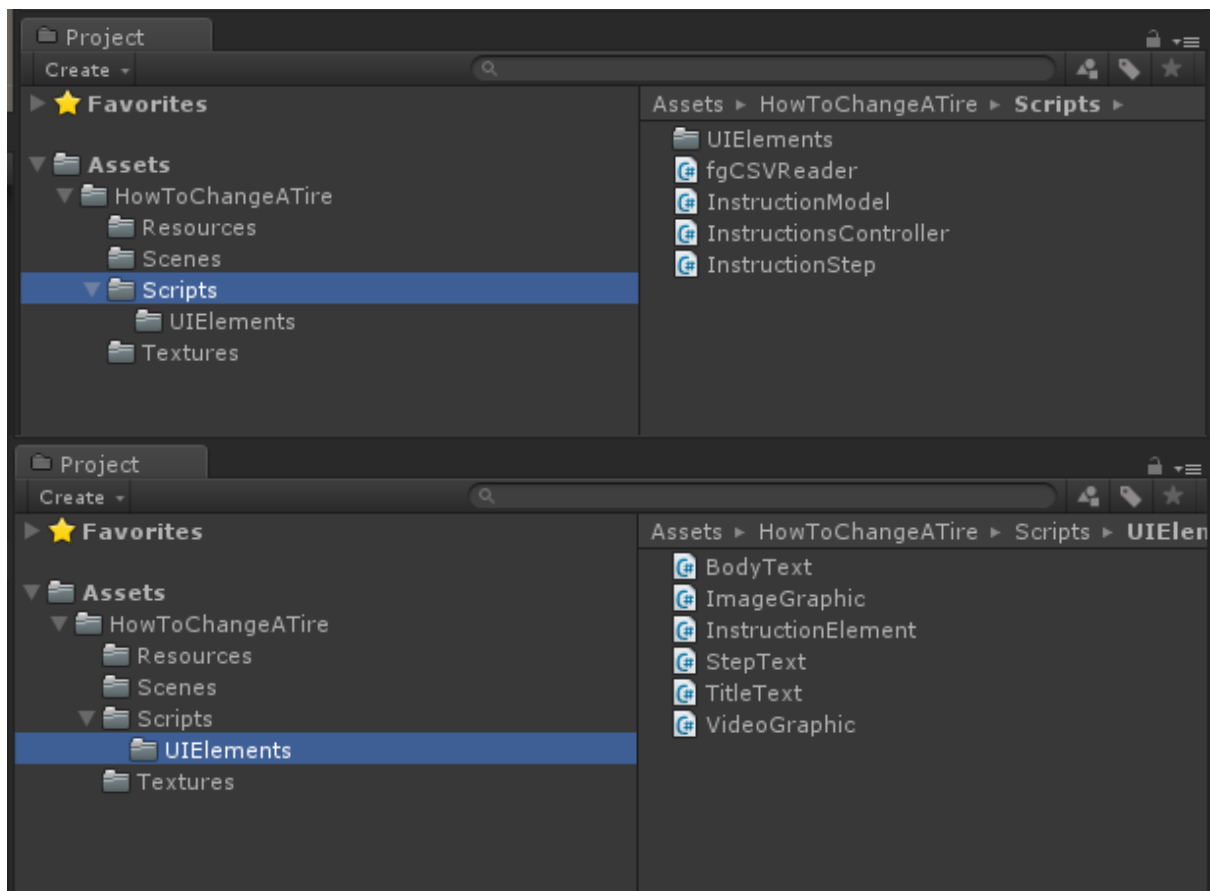 Project
Create
Favorites
Assets
HowToChangeATire
Resources
Scenes
Scripts
UIElements
Textures
Assets ▸ HowToChangeATire ▸ Scripts ▸
UIElements
fgCSVReader
InstructionModel
InstructionsController
InstructionStep
Project
Create
Favorites
Assets
HowToChangeATire
Resources
Scenes
Scripts
UIElements
Textures
Assets ▸ HowToChangeATire ▸ Scripts ▸ UIElem
BodyText
ImageGraphic
InstructionElement
StepText
TitleText
VideoGraphic